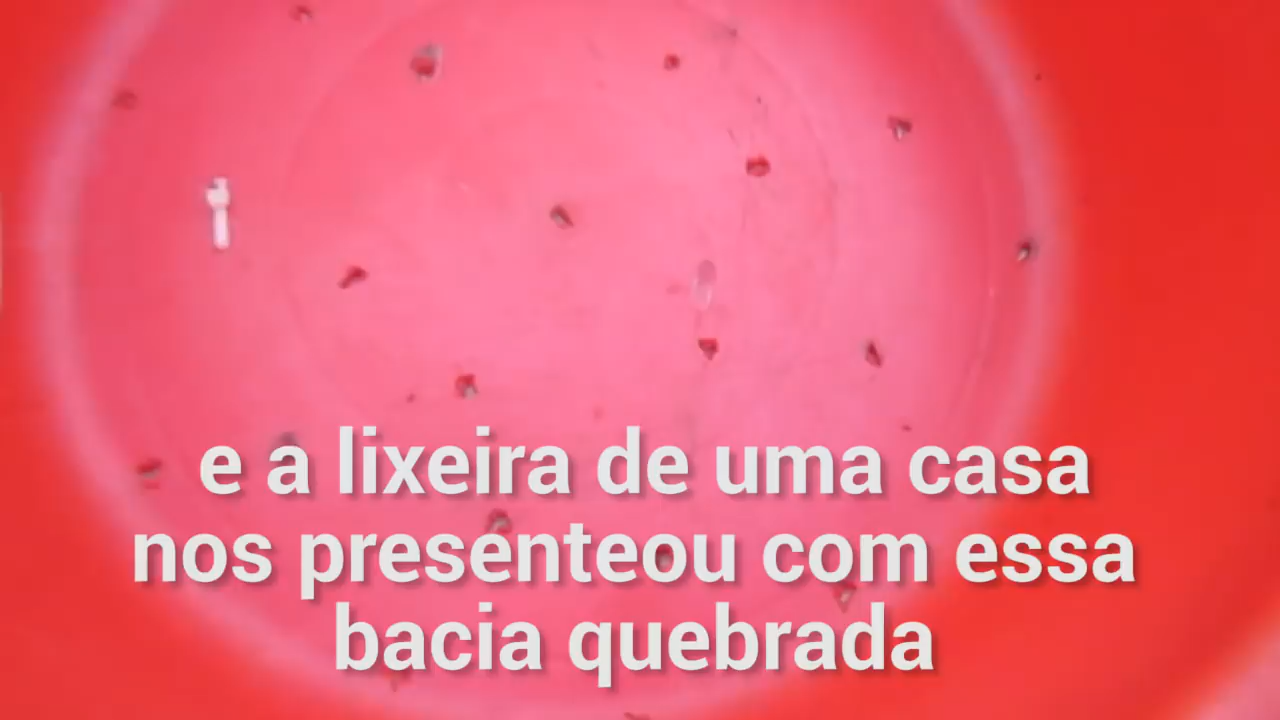 e a lixeira de uma casa
nos presenteou com essa
bacia quebrada